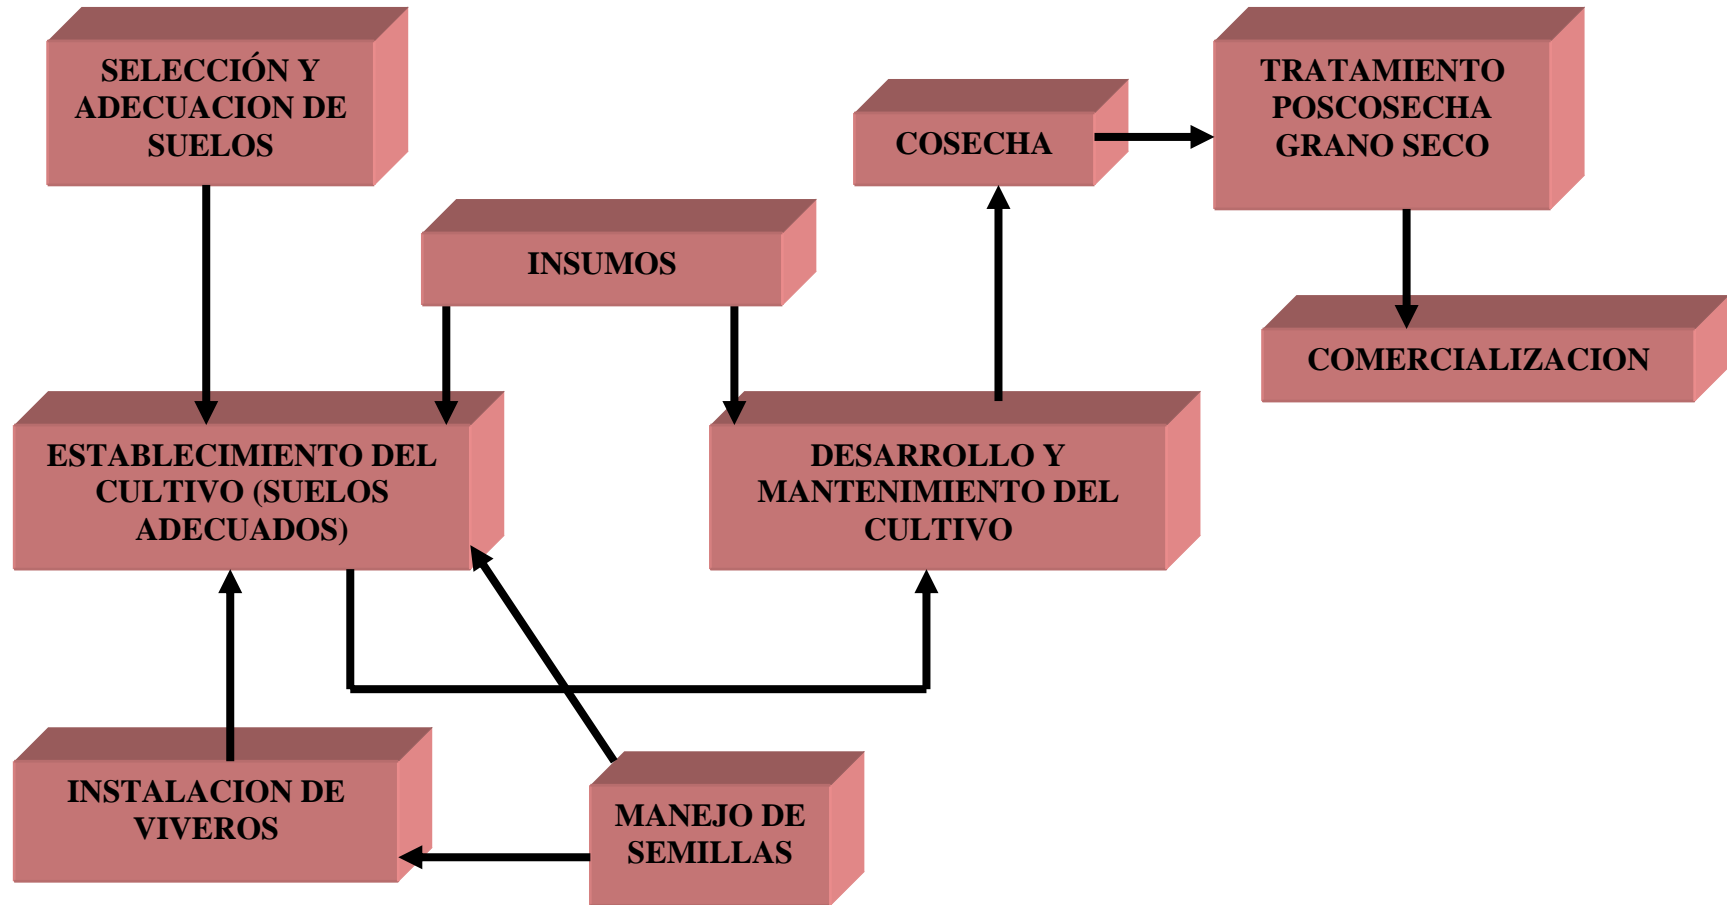 SELECCIÓN Y
ADECUACION DE
SUELOS
INSUMOS
COSECHA
TRATAMIENTO
POSCOSECHA
GRANO SECO
COMERCIALIZACION
ESTABLECIMIENTO DEL
CULTIVO (SUELOS
ADECUADOS)
DESARROLLO Y
MANTENIMIENTO DEL
CULTIVO
INSTALACION DE
VIVEROS
MANEJO DE
SEMILLAS